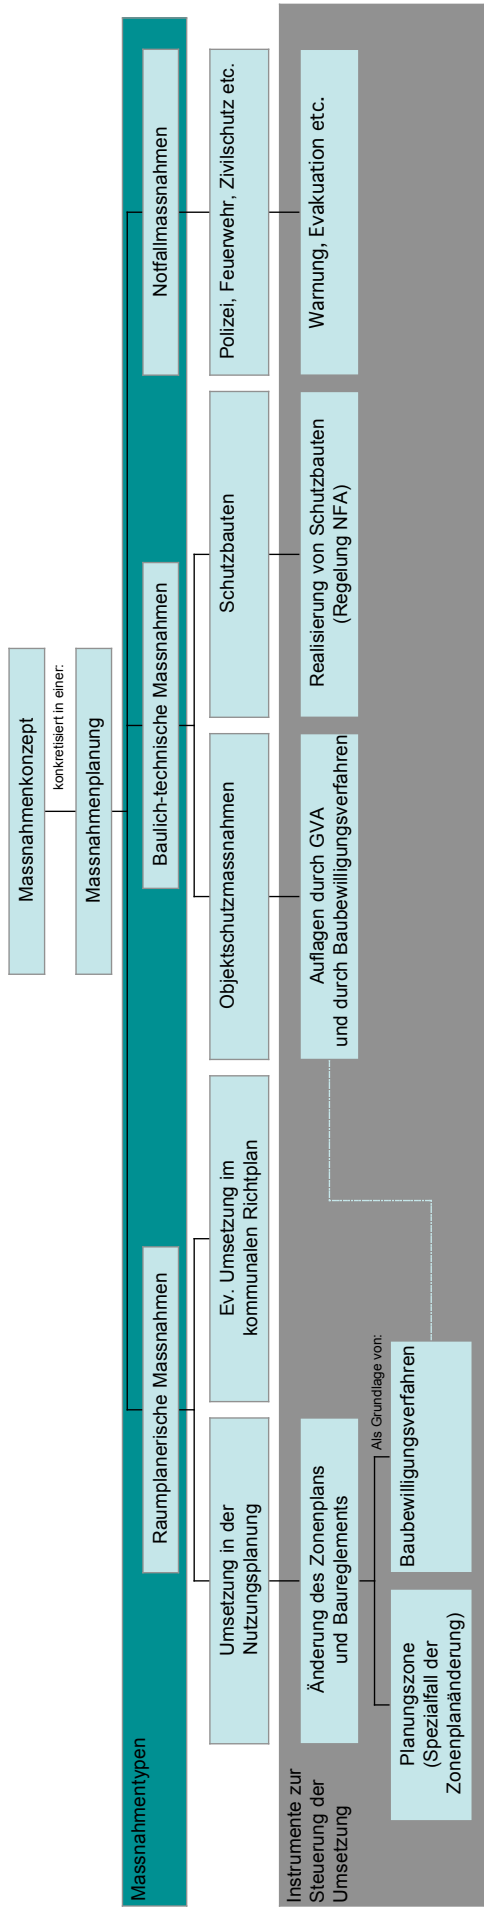 Massnahmenkonzept
konkretisiert in einer:
Massnahmenplanung
Massnahmentypen
Raumplanerische Massnahmen
Baulich-technische Massnahmen
Notfallmassnahmen
Umsetzung in der
Nutzungsplanung
Ev. Umsetzung im
kommunalen Richtplan
Objektschutzmassnahmen
Schutzbauten
Polizei, Feuerwehr, Zivilschutz etc.
Instrumente zur
Steuerung der
Umsetzung
Änderung des Zonenplans
und Baureglements
Auflagen durch GVA
und durch Baubewilligungsverfahren
Realisierung von Schutzbauten
(Regelung NFA)
Warnung, Evakuation etc.
Als Grundlage von:
Planungszone
(Spezialfall der
Zonenplanänderung)
Baubewilligungsverfahren